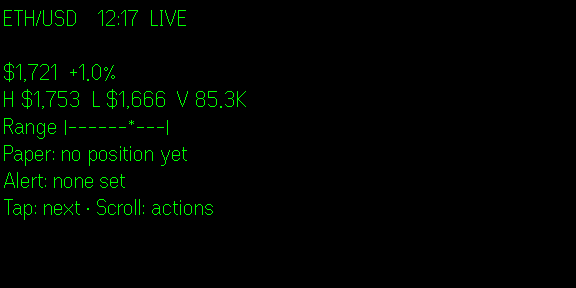 ETH/USD 12:17 LIVE
$1,721 +1.0%
H $1,753 L $1,666 V 85.3K
Range |------*---|
Paper: no position yet
Alert: none set
Tap: next · Scroll: actions